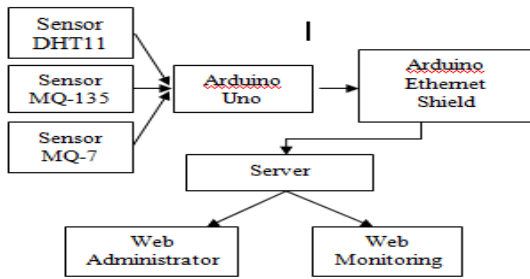 Sensor
DHT11
Sensor
MQ-135
Sensor
MQ-7
Arduino
Uno
Arduino
Ethernet
Shield
Server
Web
Administrator
Web
Monitoring